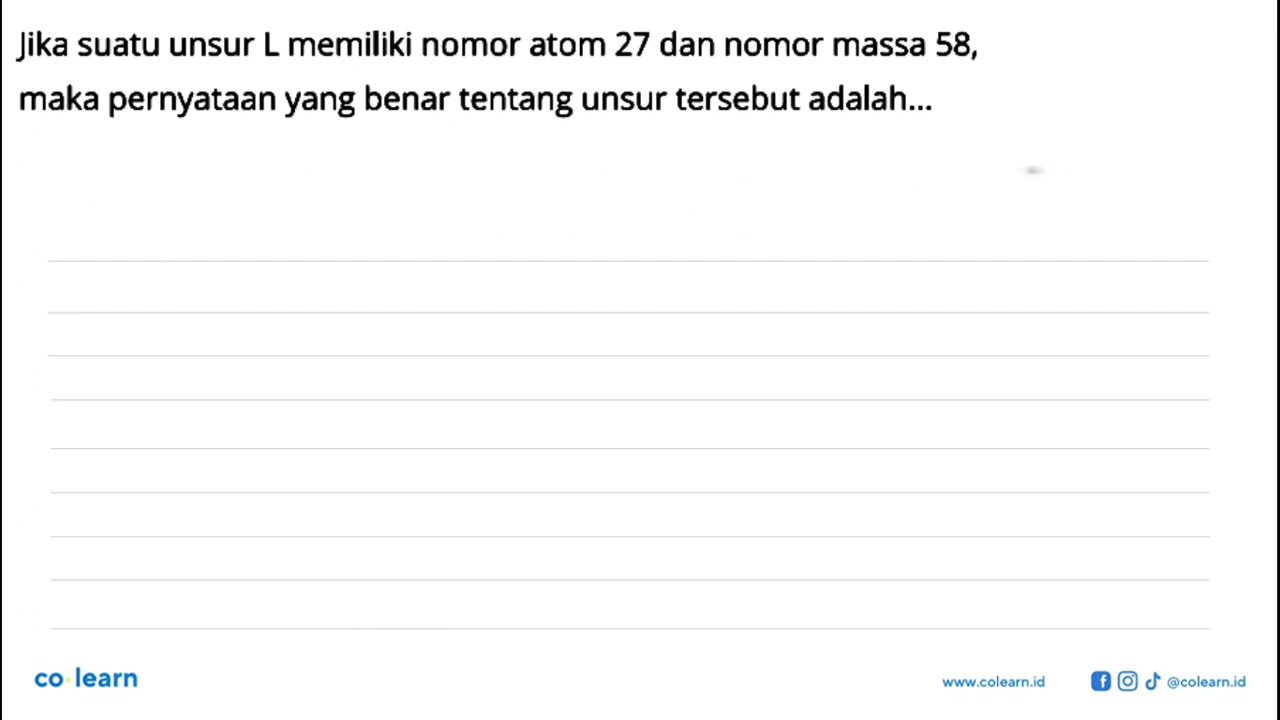 Jika suatu unsur L memiliki nomor atom 27 dan nomor massa 58,
maka pernyataan yang benar tentang unsur tersebut adalah...
co learn
www.colearn.id
@colearn.id